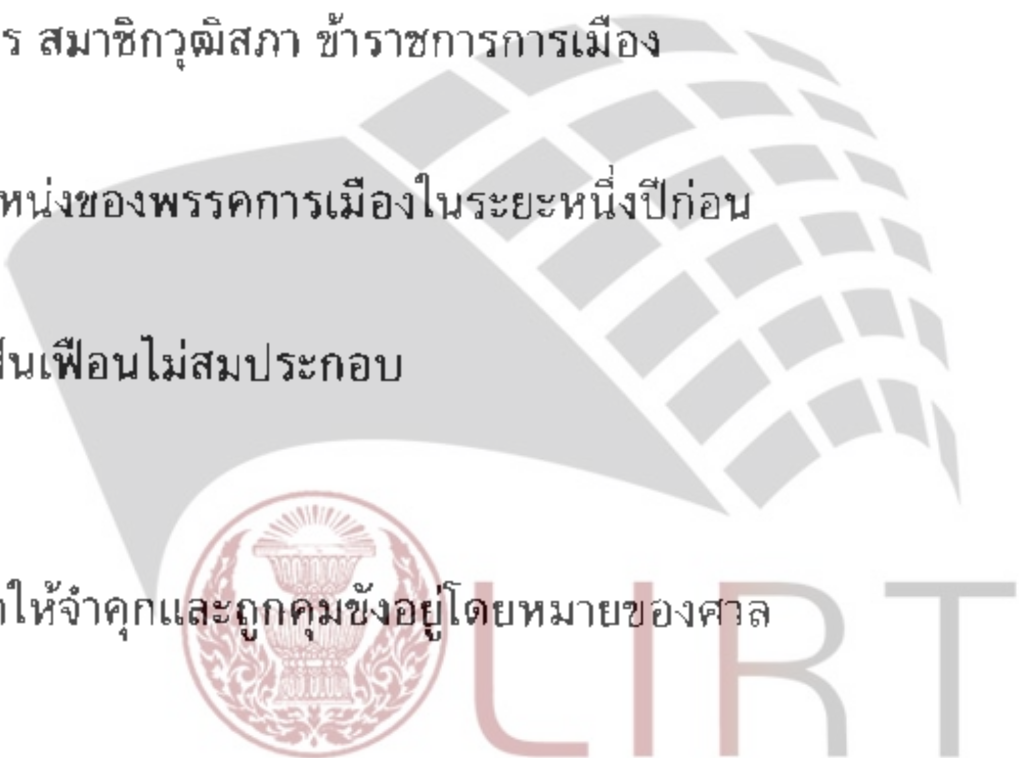 ร สมาชิกวุฒิสภา ข้าราชการการเมือง
หน่งของพรรคการเมืองในระยะหนึ่งปีก่อน
ั่นเฟือนไม่สมประกอบ
ให้จำคุกและถูกคุมขังอยู่โดยหมายของศาล
LIRT